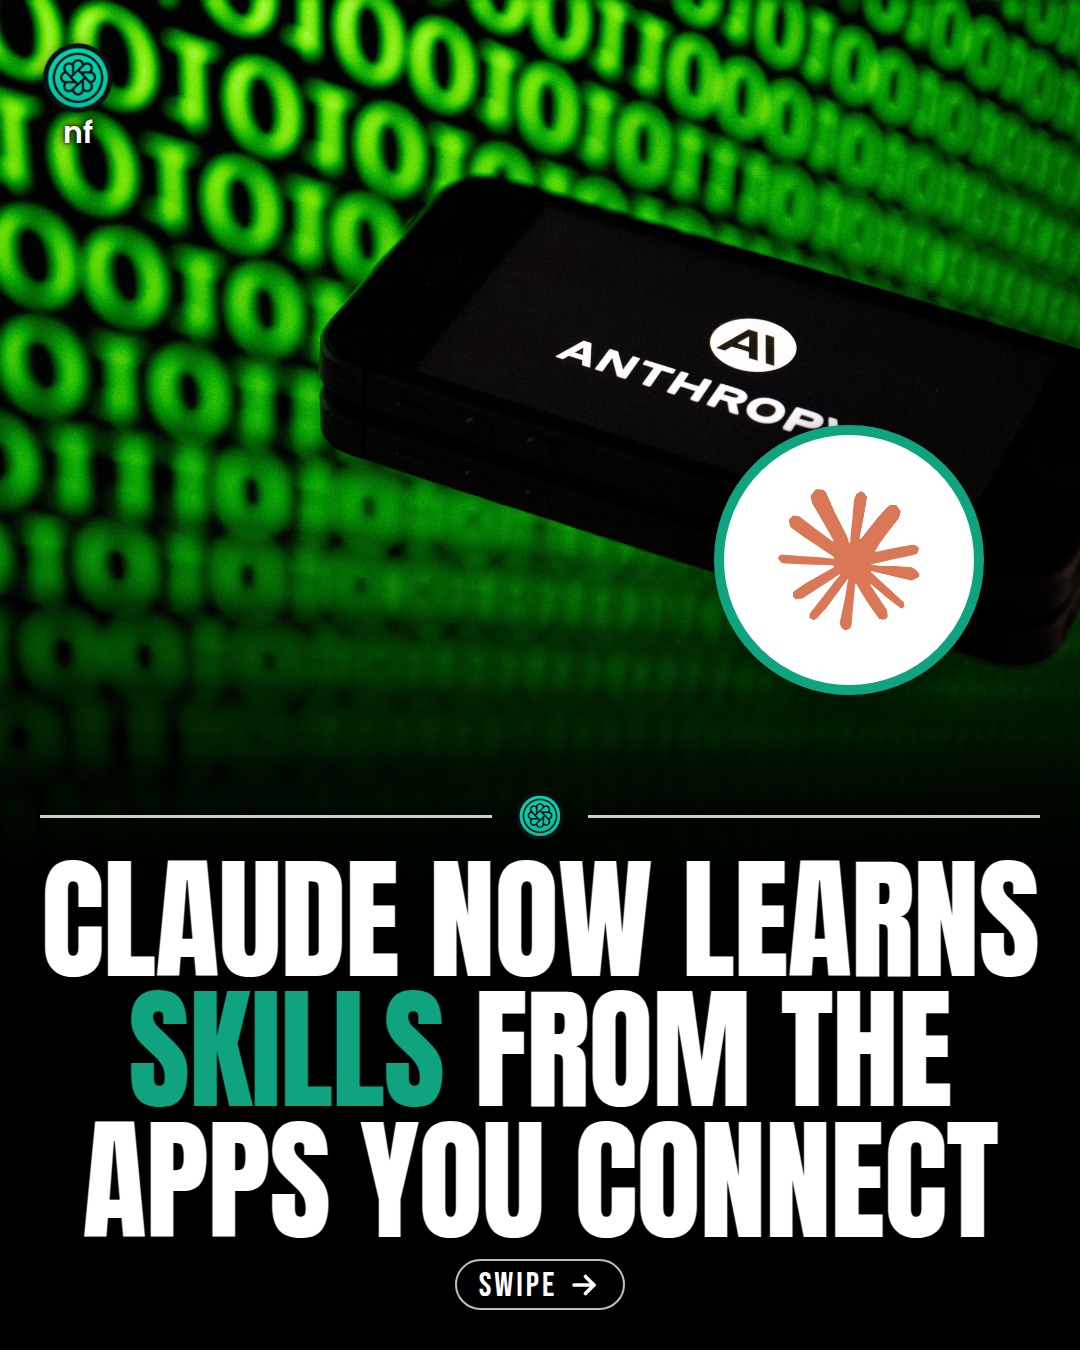 nf
AI
ANTHROP
CLAUDE NOW LEARNS
SKILLS FROM THE
APPS YOU CONNECT
SWIPE →